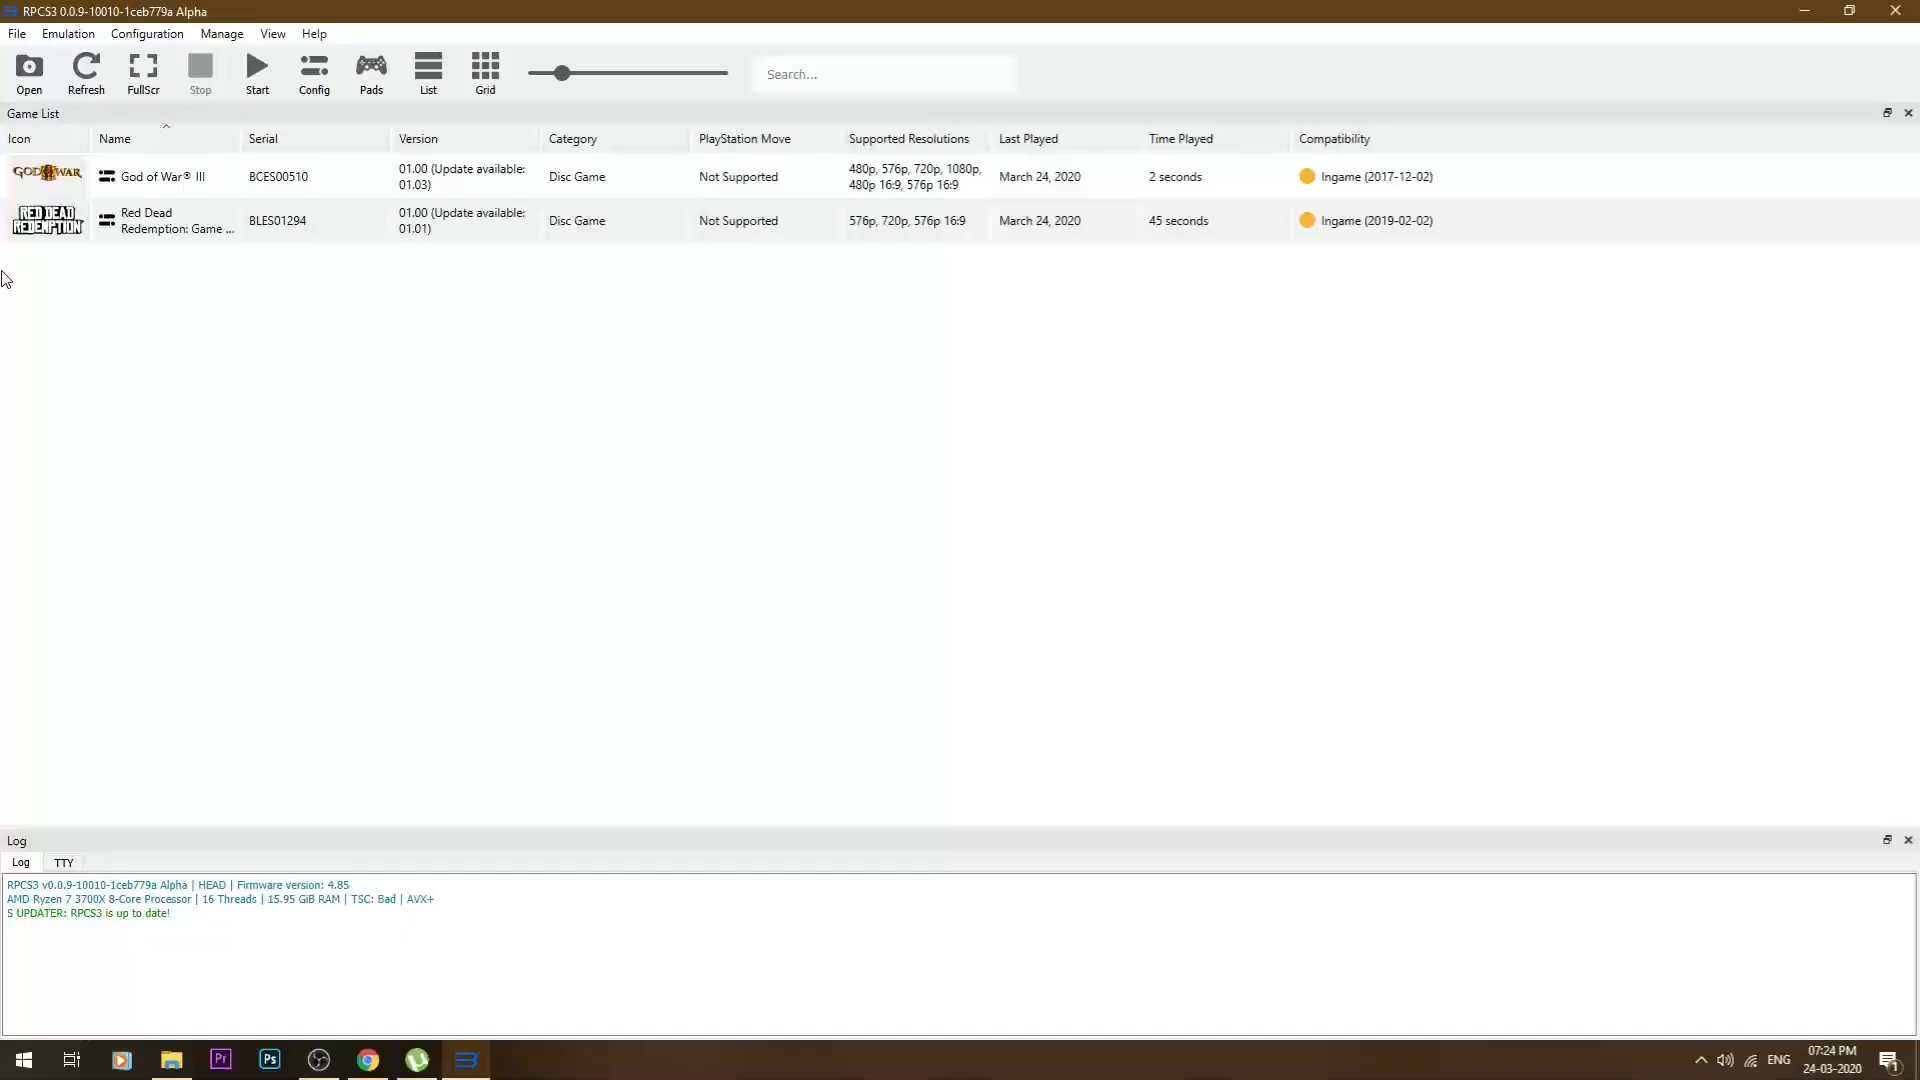 RPCS3 0.0.9-10010-1ceb779a Alpha
File Emulation Configuration Manage View Help
Open Refresh FullScr Stop Start Config Pads List Grid Search...
Game List
Icon Name Serial Version Category PlayStation Move Supported Resolutions Last Played Time Played Compatibility
GOD WAR God of War® III BCES00510 01.00 (Update available: 01.03) Disc Game Not Supported 480p, 576p, 720p, 1080p, 480p 16:9, 576p 16:9 March 24, 2020 2 seconds Ingame (2017-12-02)
RED DEAD REDEMPTION Red Dead Redemption: Game ... BLES01294 01.00 (Update available: 01.01) Disc Game Not Supported 576p, 720p, 576p 16:9 March 24, 2020 45 seconds Ingame (2019-02-02)
Log
Log TTY
RPCS3 v0.0.9-10010-1ceb779a Alpha | HEAD | Firmware version: 4.85
AMD Ryzen 7 3700X 8-Core Processor | 16 Threads | 15.95 GiB RAM | TSC: Bad | AVX+
S UPDATER: RPCS3 is up to date!
Pr Ps ENG 07:24 PM
24-03-2020 1